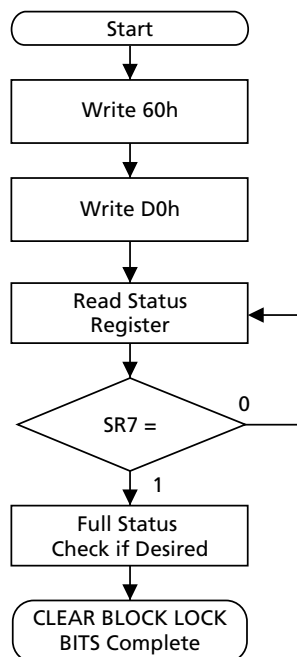 Start
Write 60h
Write D0h
Read Status
Register
SR7 =
0
1
Full Status
Check if Desired
CLEAR BLOCK LOCK
BITS Complete